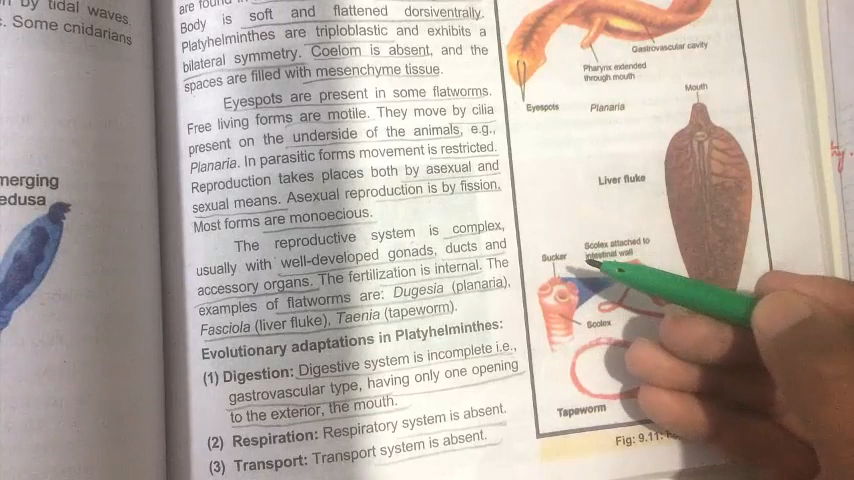 by tidal waves.
. Some cnidarians
merging
edusa
are found in
Body is soft and flattened dorsiventrally.
Platyhelminthes are triploblastic and exhibits a
bilateral symmetry. Coelom is absent, and the
spaces are filled with mesenchyme tissue.
Eyespots are present in some flatworms.
Free living forms are motile. They move by cilia
present on the underside of the animals, e.g.,
Planaria. In parasitic forms movement is restricted.
Reproduction takes places both by asexual and
sexual means. Asexual reproduction is by fission.
Most forms are monoecious.
The reproductive system is complex,
usually with well-developed gonads, ducts and
accessory organs. The fertilization is internal. The
examples of flatworms are: Dugesia (planaria),
Fasciola (liver fluke), Taenia (tapeworm).
Evolutionary adaptations in Platyhelminthes:
(1) Digestion: Digestive system is incomplete i.e.,
gastrovascular type, having only one opening
to the exterior, the mouth.
(2) Respiration: Respiratory system is absent.
(3) Transport: Transport system is absent.
Gastrovascular cavity
Pharynx extended
through mouth
Eyespots
Planaria
Mouth
Liver fluke
Sucker
Scolex attached to
intestinal wall
Scolex
Tapeworm
Fig: 9.11: